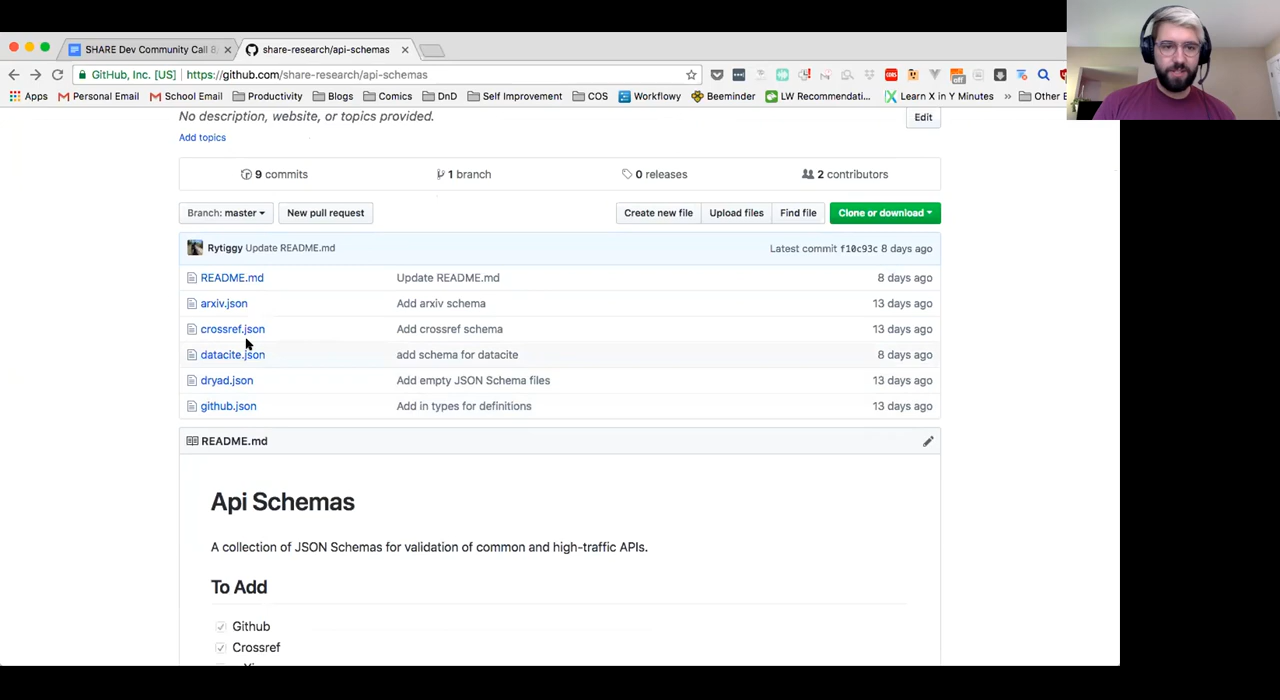 SHARE Dev Community Call 8
share-research/api-schemas
GitHub, Inc. [US] https://github.com/share-research/api-schemas
Apps Personal Email School Email Productivity Blogs Comics DnD Self Improvement COS Workflowy Beeminder LW Recommendati... Learn X in Y Minutes » Other B
No description, website, or topics provided. Edit
Add topics
9 commits 1 branch 0 releases 2 contributors
Branch: master New pull request Create new file Upload files Find file Clone or download
Rytiggy Update README.md Latest commit f10c93c 8 days ago
README.md Update README.md 8 days ago
arxiv.json Add arxiv schema 13 days ago
crossref.json Add crossref schema 13 days ago
datacite.json add schema for datacite 8 days ago
dryad.json Add empty JSON Schema files 13 days ago
github.json Add in types for definitions 13 days ago
README.md
Api Schemas
A collection of JSON Schemas for validation of common and high-traffic APIs.
To Add
Github
Crossref